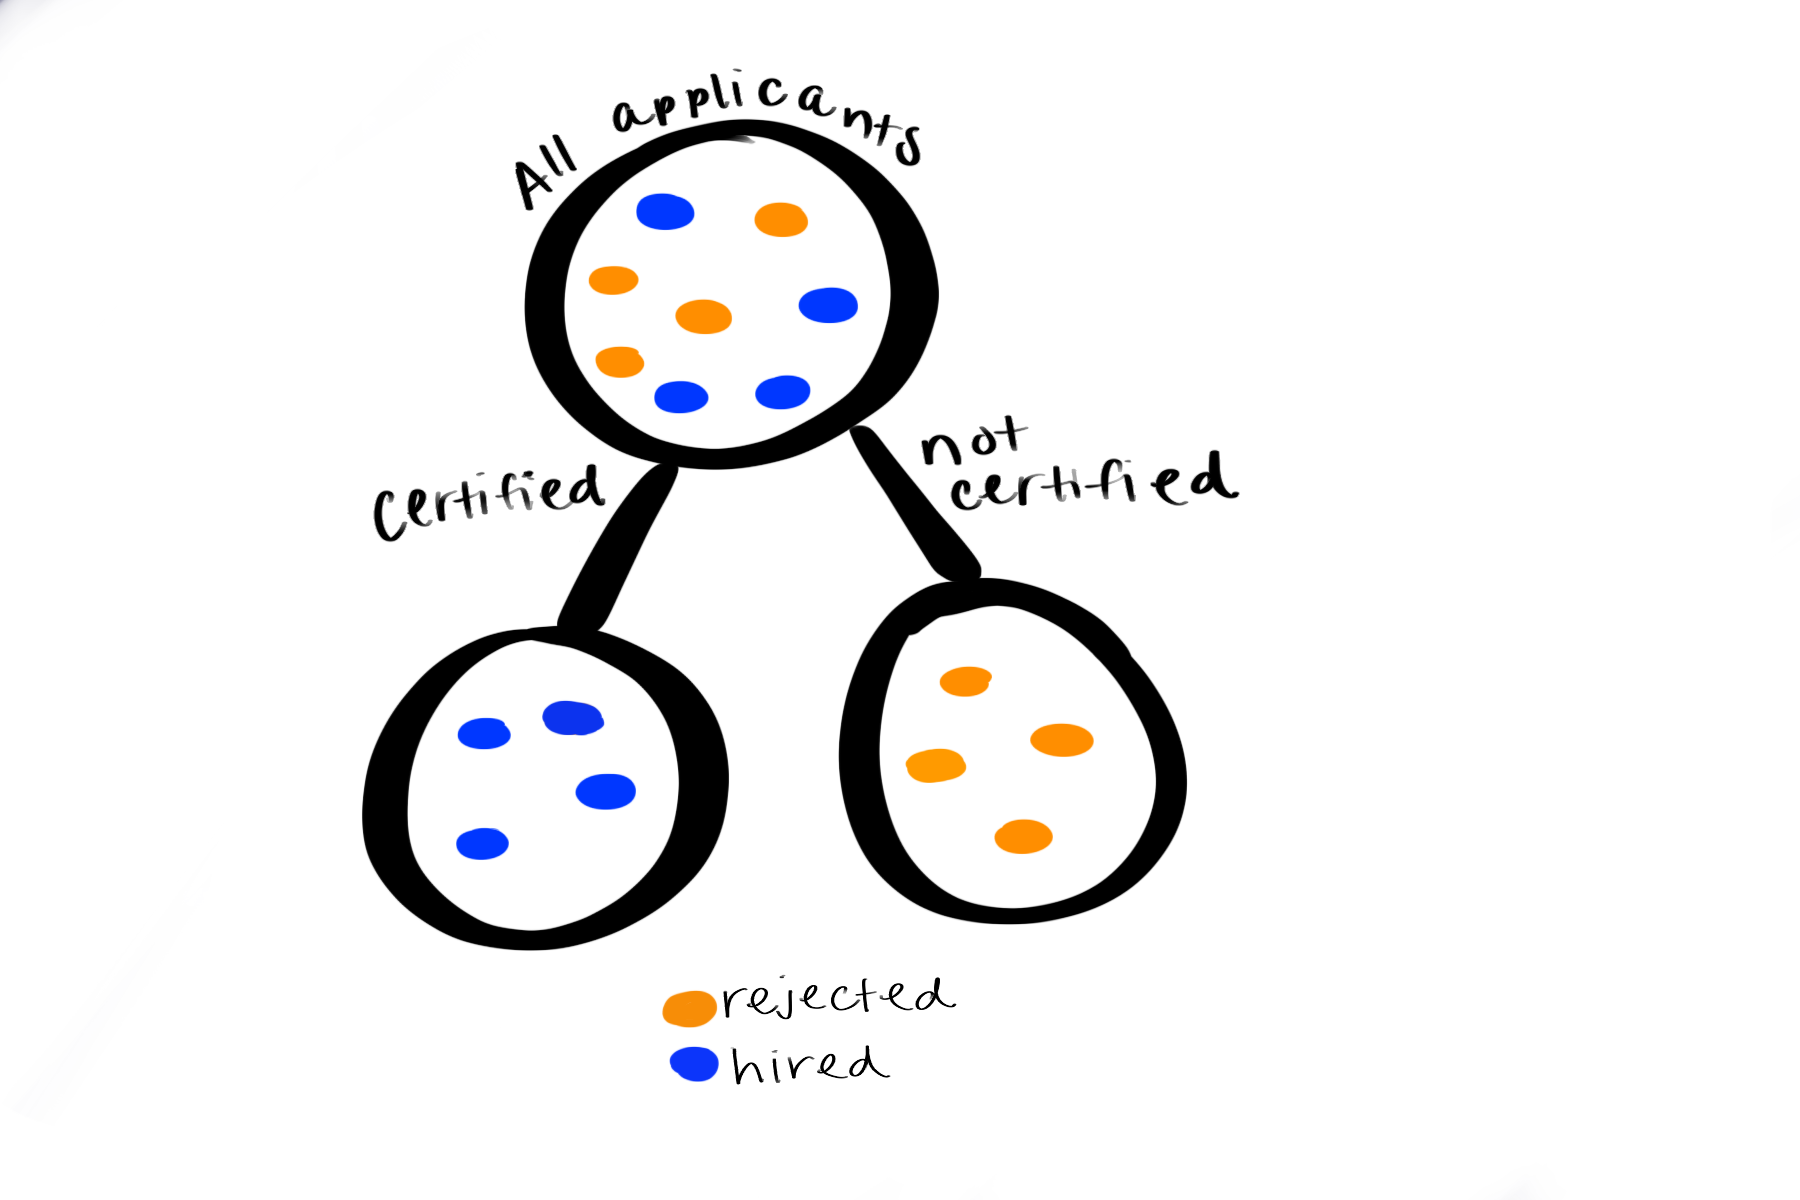 All applicants
certified
not
certified
rejected
hired